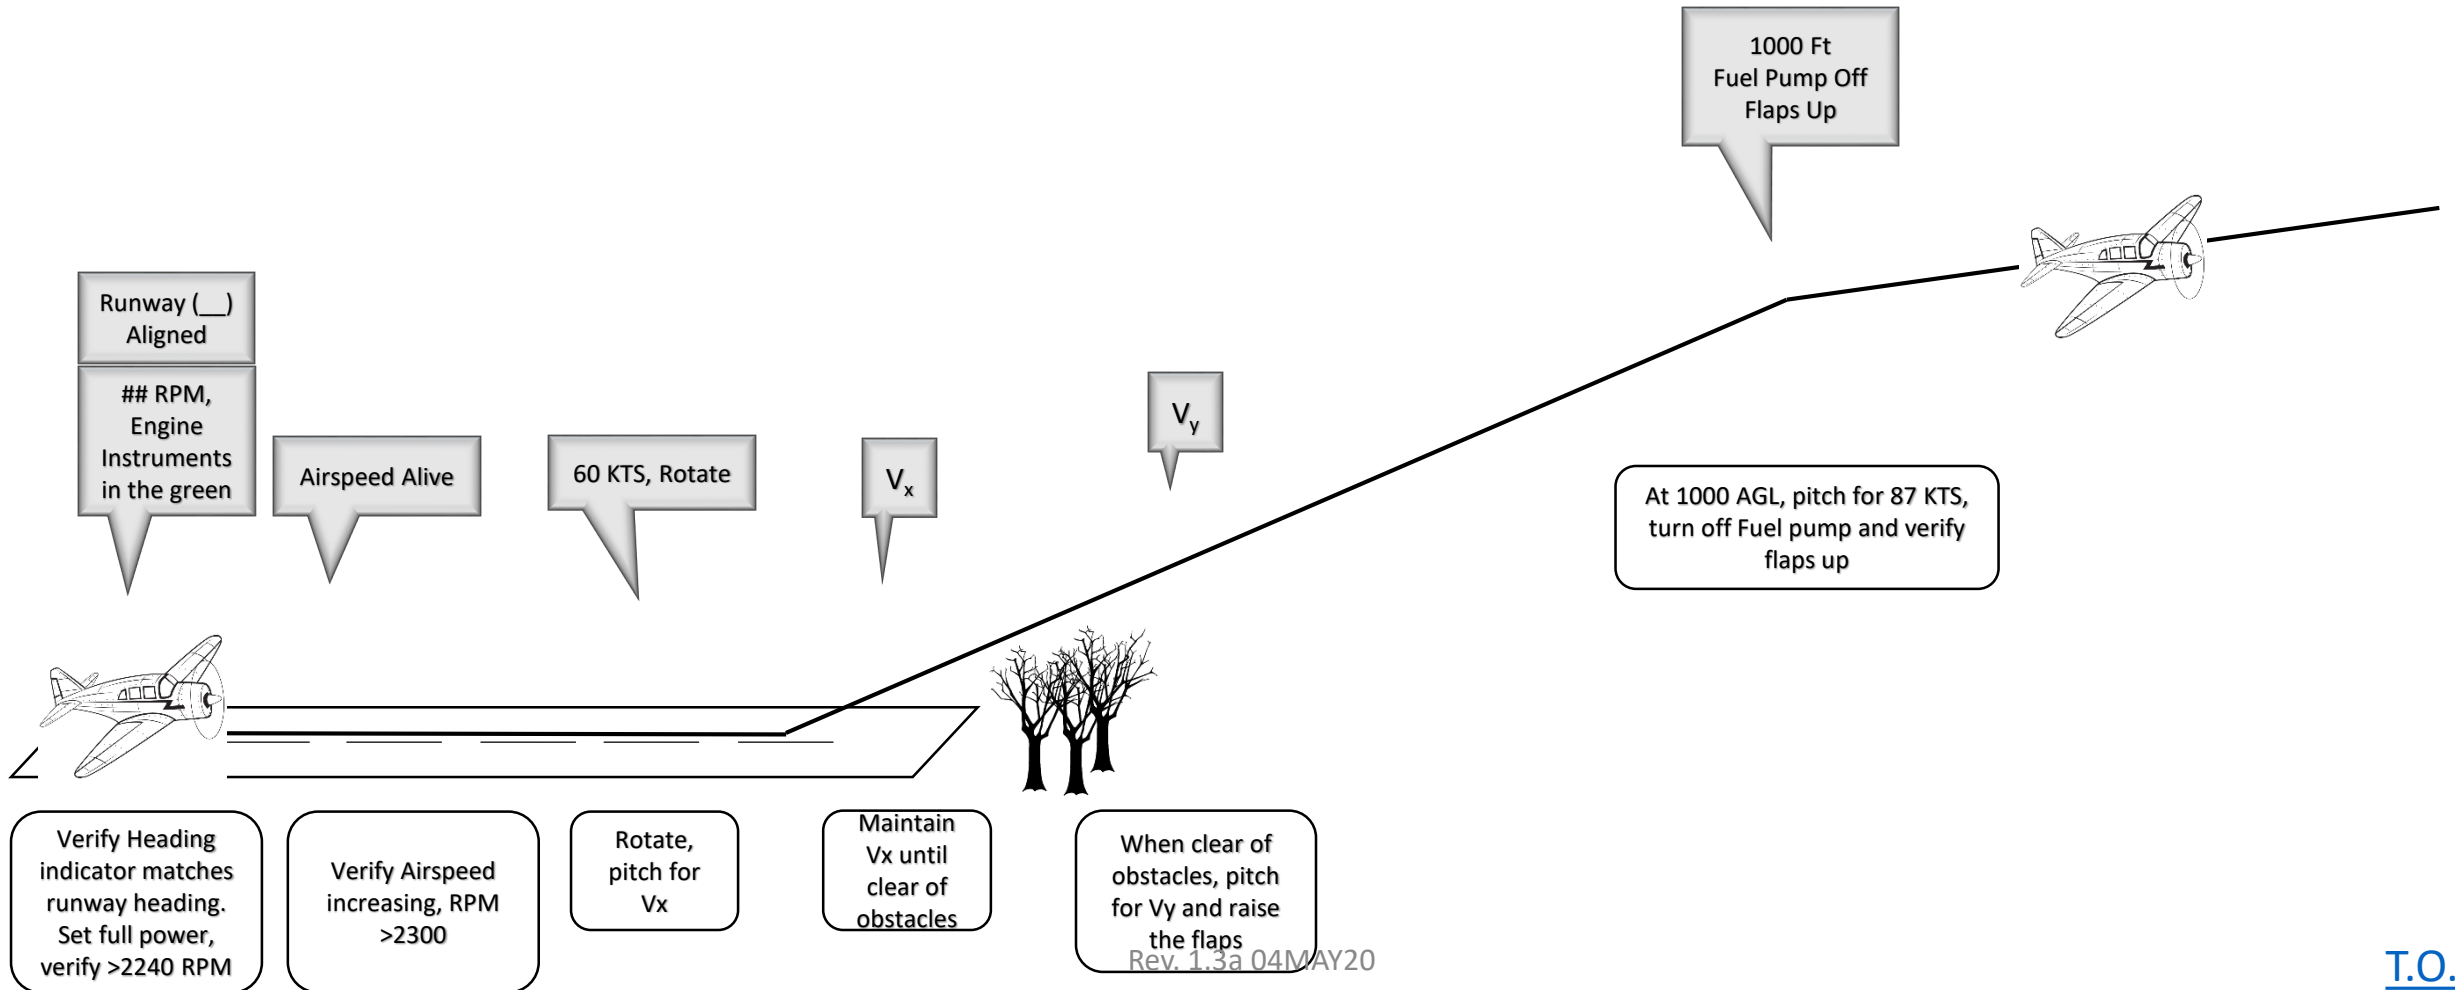 1000 Ft
Fuel Pump Off
Flaps Up
Runway (__)
Aligned
## RPM,
Engine
Instruments
in the green
Airspeed Alive
60 KTS, Rotate
Vx
Vy
At 1000 AGL, pitch for 87 KTS,
turn off Fuel pump and verify
flaps up
Verify Heading
indicator matches
runway heading.
Set full power,
verify >2240 RPM
Verify Airspeed
increasing, RPM
>2300
Rotate,
pitch for
Vx
Maintain
Vx until
clear of
obstacles
When clear of
obstacles, pitch
for Vy and raise
the flaps
Rev. 1.3a 04MAY20
T.O.